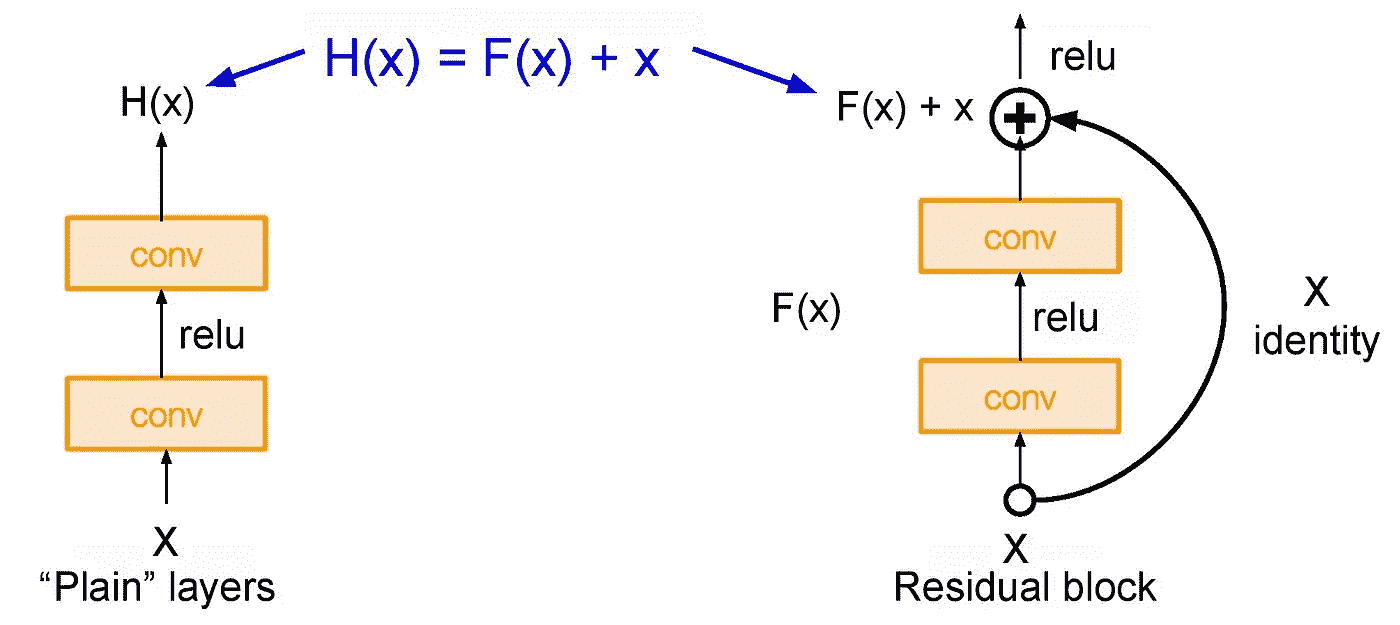 H(x) = F(x) + x
H(x)
conv
relu
conv
X
“Plain” layers
relu
F(x) + x
conv
F(x)
relu
conv
X
identity
X
Residual block